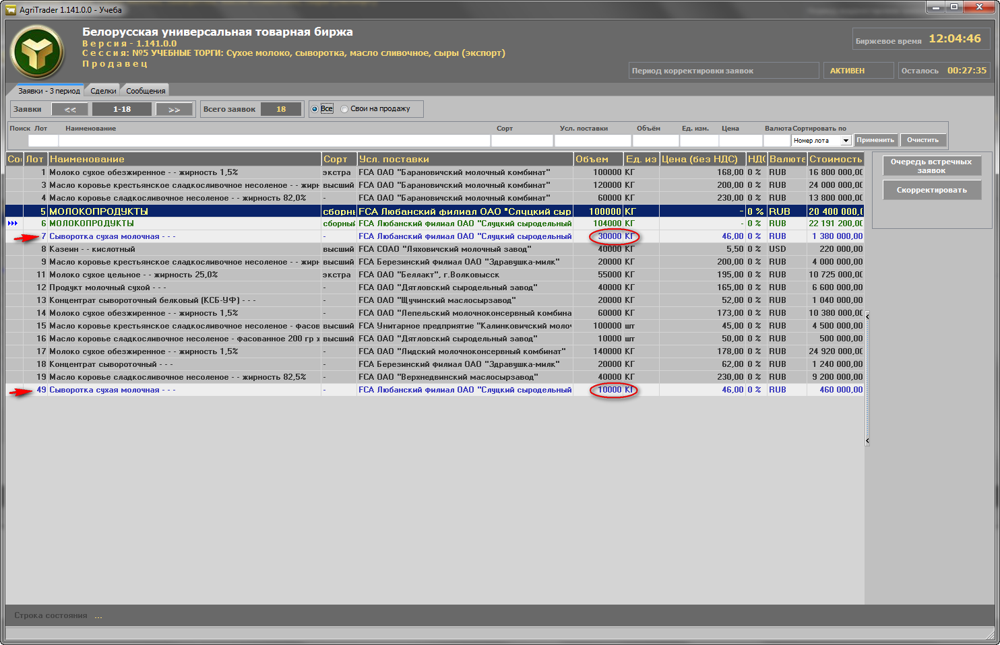 AgriTrader 1.141.0.0 - Учеба
Белорусская универсальная товарная биржа
Версия - 1.141.0.0
Сессия: №5 УЧЕБНЫЕ ТОРГИ: Сухое молоко, сыворотка, масло сливочное, сыры (экспорт)
Продавец
Биржевое время 12:04:46
Период корректировки заявок АКТИВЕН Осталось 00:27:35
Заявки - 3 период Сделки Сообщения
Заявки << 1-18 >> Всего заявок 18 Все Свои на продажу
Поиск Лот Наименование Сорт Усл. поставки Объём Ед. изм. Цена Валюта Сортировать по
Номер лота Применить Очистить
Со Лот Наименование Сорт Усл. поставки Объем Ед. из Цена (без НДС) НДС Валюте Стоимость
1 Молоко сухое обезжиренное - - жирность 1,5% экстра FCA ОАО "Барановичский молочный комбинат" 100000 КГ 168,00 0 % RUB 16 800 000,00
3 Масло коровье крестьянское сладкосливочное несоленое - - жирн высший FCA ОАО "Барановичский молочный комбинат" 120000 КГ 200,00 0 % RUB 24 000 000,00
4 Масло коровье сладкосливочное несоленое - - жирность 82,0% - FCA ОАО "Барановичский молочный комбинат" 60000 КГ 230,00 0 % RUB 13 800 000,00
5 МОЛОКОПРОДУКТЫ сборны FCA Любанский филиал ОАО "Слуцкий сыр 100000 КГ - 0 % RUB 20 400 000,0
6 МОЛОКОПРОДУКТЫ сборный FCA Любанский филиал ОАО "Слуцкий сыродельный 104000 КГ - 0 % RUB 22 191 200,00
7 Сыворотка сухая молочная - - - - FCA Любанский филиал ОАО "Слуцкий сыродельный 30000 КГ 46,00 0 % RUB 1 380 000,00
8 Казеин - - кислотный высший FCA СОАО "Ляховичский молочный завод" 40000 КГ 5,50 0 % USD 220 000,00
9 Масло коровье крестьянское сладкосливочное несоленое - - жирн высший FCA Березинский филиал ОАО "Здравушка-милк" 20000 КГ 200,00 0 % RUB 4 000 000,00
11 Молоко сухое цельное - - жирность 25,0% экстра FCA ОАО "Беллакт", г.Волковысск 55000 КГ 195,00 0 % RUB 10 725 000,00
12 Продукт молочный сухой - - - - FCA ОАО "Дятловский сыродельный завод" 40000 КГ 165,00 0 % RUB 6 600 000,00
13 Концентрат сывороточный белковый (КСБ-УФ) - - - - FCA ОАО "Щучинский маслосырзавод" 20000 КГ 52,00 0 % RUB 1 040 000,00
14 Молоко сухое обезжиренное - - жирность 1,5% - FCA ОАО "Лепельский молочноконсервный комбина 60000 КГ 173,00 0 % RUB 10 380 000,00
15 Масло коровье крестьянское сладкосливочное несоленое - фасов высший FCA Унитарное предприятие "Калинковичский молоч 100000 шт 45,00 0 % RUB 4 500 000,00
16 Масло коровье сладкосливочное несоленое - фасованное 200 гр ж высший FCA ОАО "Дятловский сыродельный завод" 10000 шт 50,00 0 % RUB 500 000,00
17 Молоко сухое обезжиренное - - жирность 1,5% - FCA ОАО "Лидский молочноконсервный комбинат" 140000 КГ 178,00 0 % RUB 24 920 000,00
18 Концентрат сывороточный - - - - FCA Березинский филиал ОАО "Здравушка-милк" 20000 КГ 62,00 0 % RUB 1 240 000,00
19 Масло коровье сладкосливочное несоленое - - жирность 82,5% - FCA ОАО "Верхнедвинский маслосырзавод" 40000 КГ 230,00 0 % RUB 9 200 000,00
49 Сыворотка сухая молочная - - - - FCA Любанский филиал ОАО "Слуцкий сыродельный 10000 КГ 46,00 0 % RUB 460 000,00
Очередь встречных
заявок
Скорректировать
Строка состояния ...